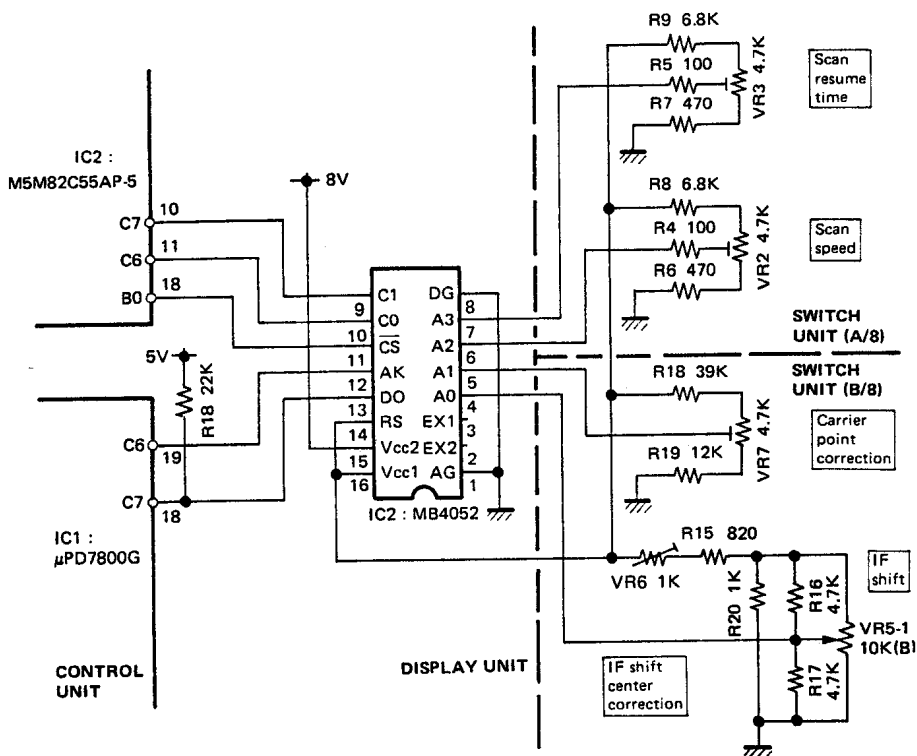 R9 6.8K
R5 100
R7 470
VR3 4.7K
Scan
resume
time
IC2 :
M5M82C55AP-5
8V
C7
10
C6
11
B0
18
R8 6.8K
R4 100
R6 470
VR2 4.7K
Scan
speed
SWITCH
UNIT (A/8)
SWITCH
UNIT (B/8)
5V
R18 22K
C6
19
C7
18
IC1 :
μPD7800G
C1
9
C0
10
CS
11
AK
12
DO
13
RS
14
Vcc2
15
Vcc1
16
DG
8
A3
7
A2
6
A1
5
A0
4
EX1
3
EX2
2
AG
1
IC2 : MB4052
R18 39K
R19 12K
VR7 4.7K
Carrier
point
correction
VR6 1K
R15 820
R20 1K
R16
4.7K
R17
4.7K
VR5-1
10K(B)
IF
shift
IF shift
center
correction
CONTROL
UNIT
DISPLAY UNIT